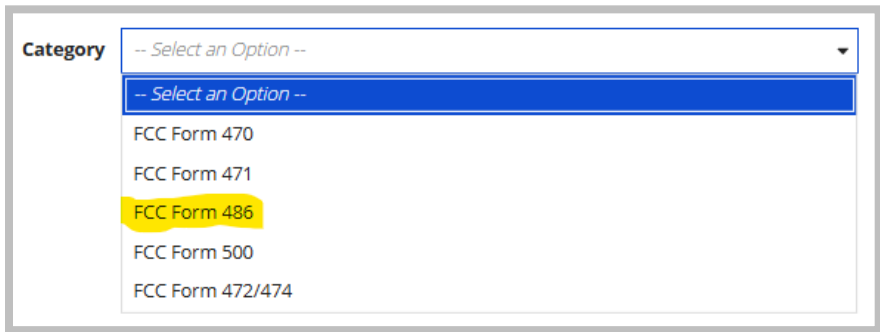 Category -- Select an Option --
-- Select an Option --
FCC Form 470
FCC Form 471
FCC Form 486
FCC Form 500
FCC Form 472/474